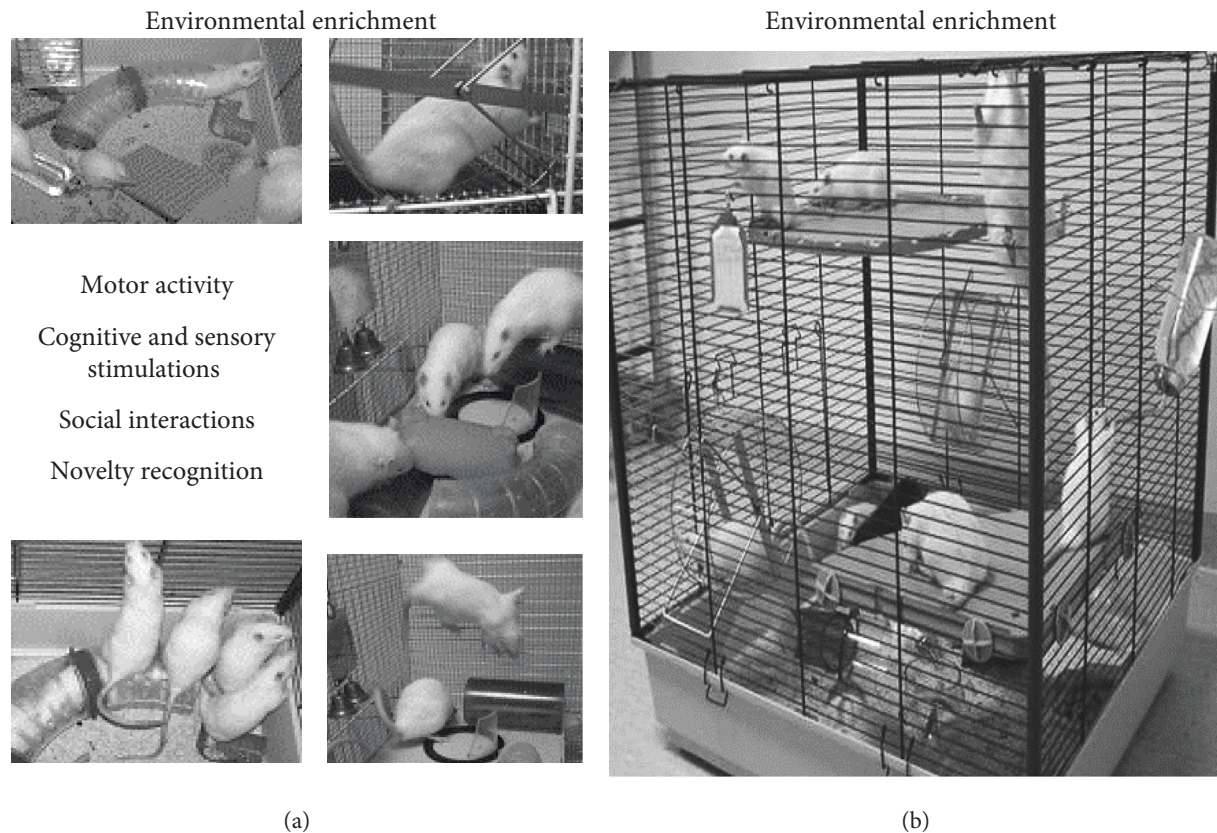 Environmental enrichment
Environmental enrichment
Motor activity
Cognitive and sensory
stimulations
Social interactions
Novelty recognition
(a)
(b)